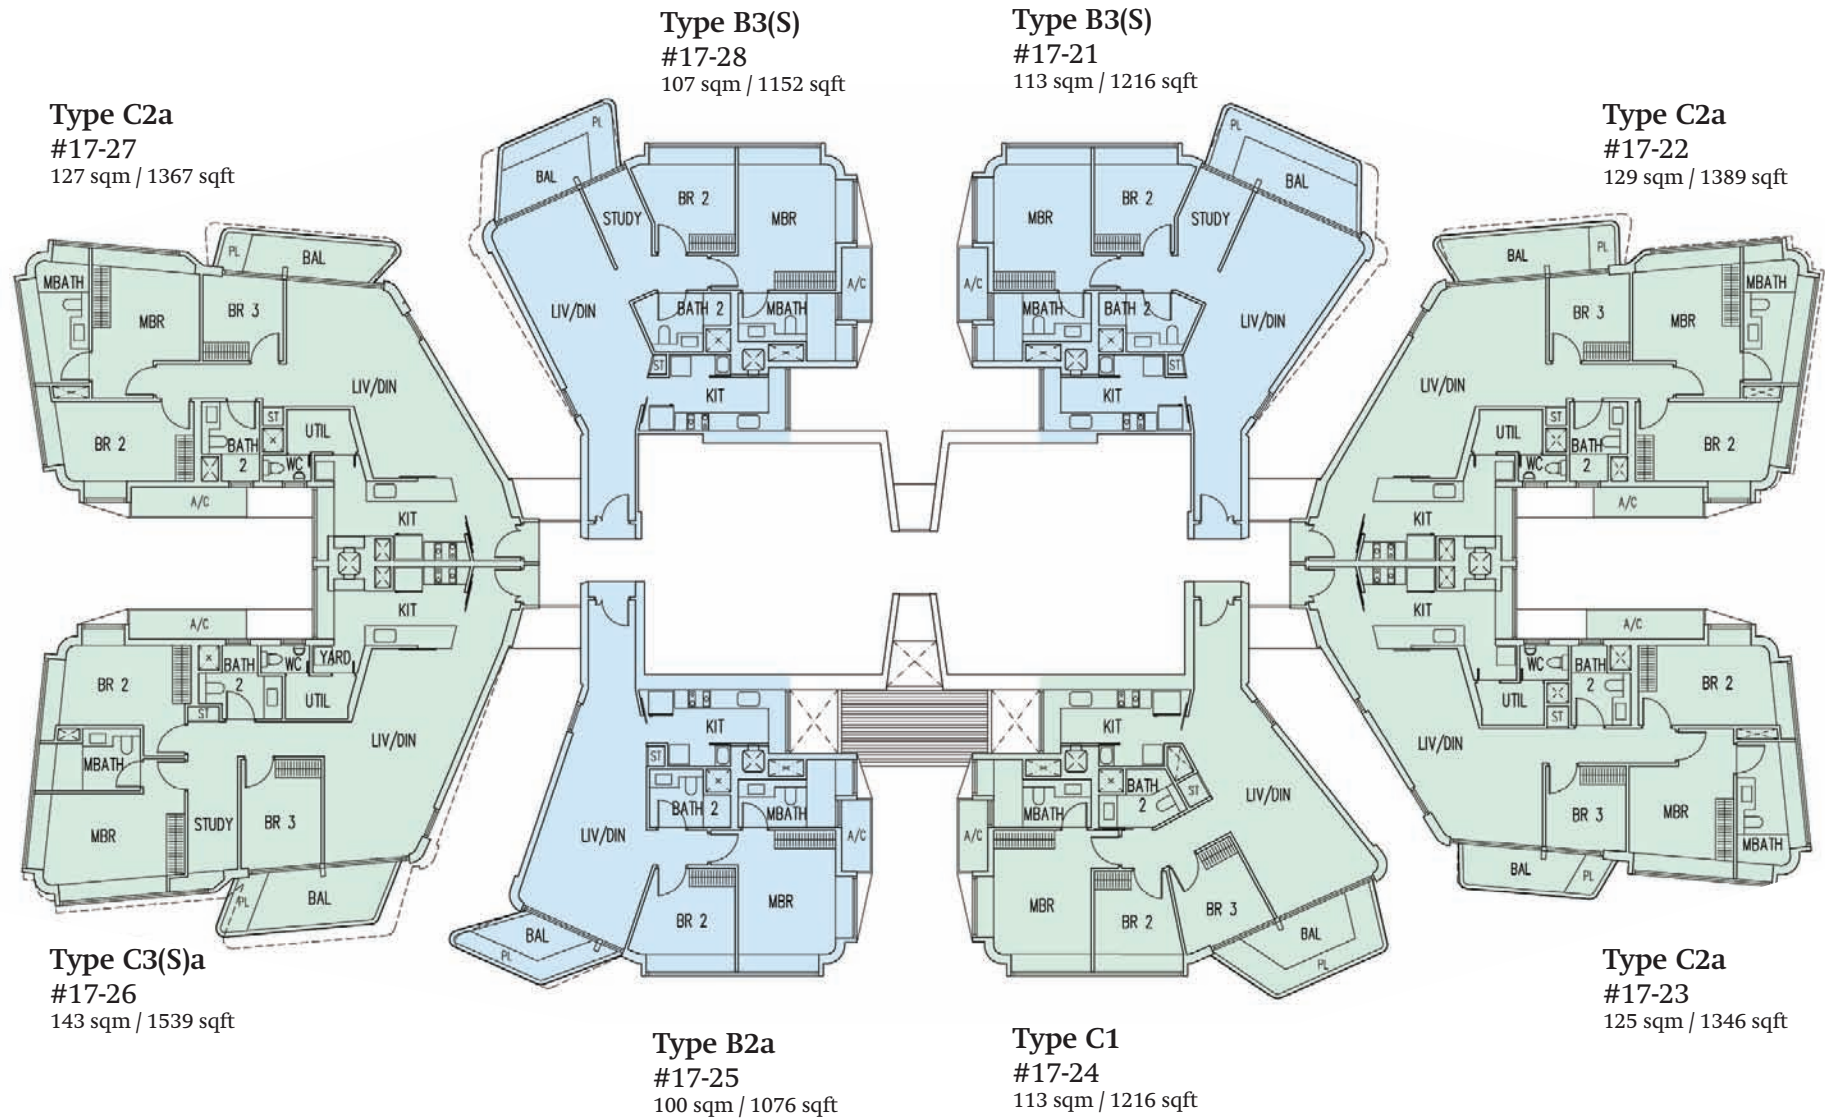 Type B3(S)
#17-28
107 sqm / 1152 sqft
Type B3(S)
#17-21
113 sqm / 1216 sqft
Type C2a
#17-27
127 sqm / 1367 sqft
Type C2a
#17-22
129 sqm / 1389 sqft
PL
BAL
MBATH
MBR
BR 3
LIV/DIN
BR 2
BATH
2
ST
UTIL
WC
A/C
KIT
PL
BAL
STUDY
BR 2
MBR
LIV/DIN
BATH 2
MBATH
A/C
ST
KIT
PL
BAL
MBR
BR 2
STUDY
LIV/DIN
A/C
MBATH
BATH 2
ST
KIT
BAL
PL
BR 3
MBR
MBATH
LIV/DIN
UTIL
ST
BATH
2
WC
BR 2
A/C
KIT
KIT
A/C
BATH
2
WC
YARD
UTIL
BR 2
ST
MBATH
LIV/DIN
MBR
STUDY
BR 3
PL
BAL
KIT
ST
BATH 2
MBATH
A/C
LIV/DIN
BR 2
MBR
BAL
PL
KIT
BATH
2
ST
MBATH
A/C
LIV/DIN
MBR
BR 2
BR 3
BAL
PL
KIT
A/C
WC
BATH
2
UTIL
ST
BR 2
LIV/DIN
BR 3
MBR
MBATH
BAL
PL
Type C3(S)a
#17-26
143 sqm / 1539 sqft
Type C2a
#17-23
125 sqm / 1346 sqft
Type B2a
#17-25
100 sqm / 1076 sqft
Type C1
#17-24
113 sqm / 1216 sqft